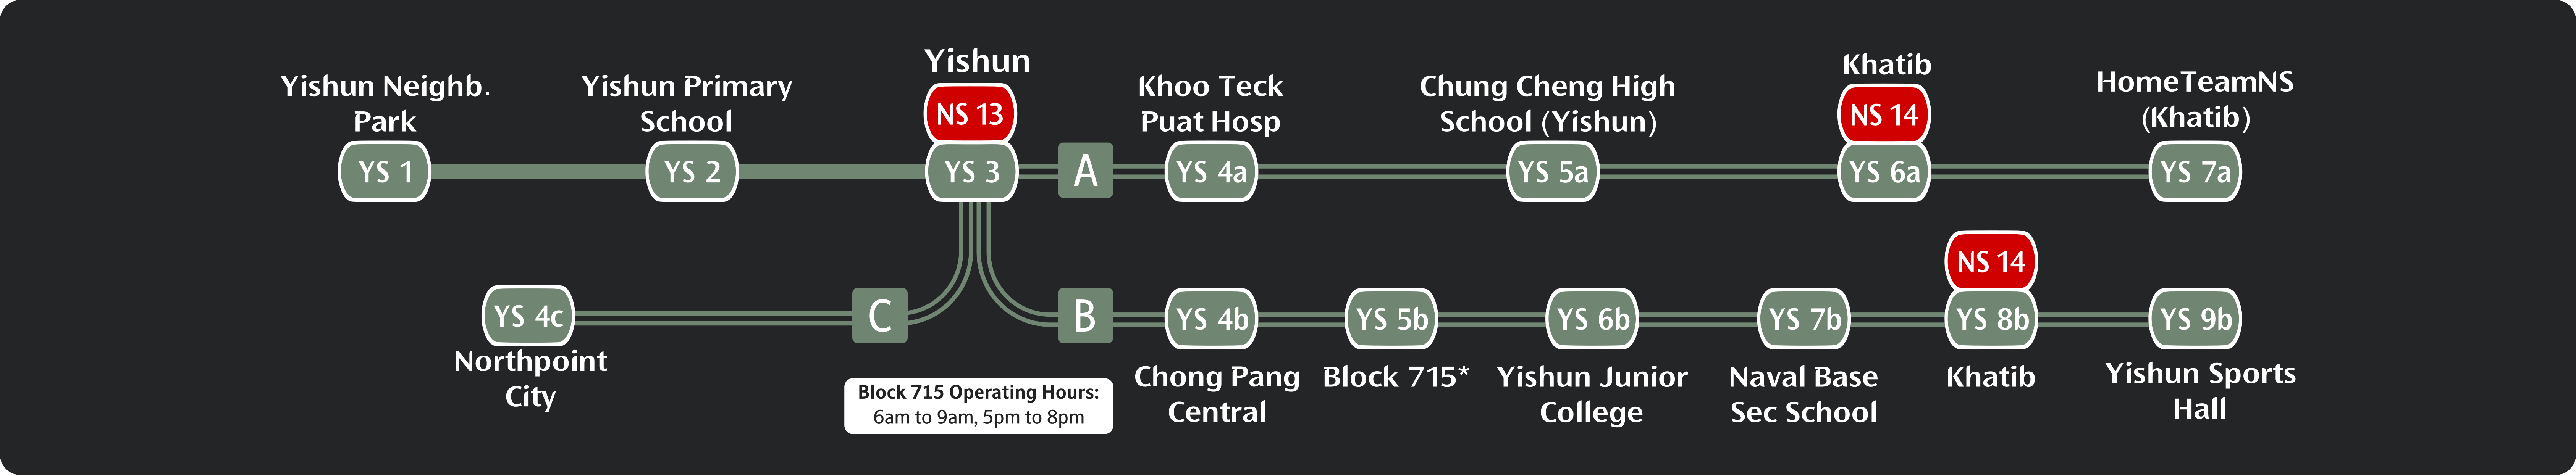 Yishun Neighb.
Park
YS 1
Yishun Primary
School
YS 2
Yishun
NS 13
YS 3
A
Khoo Teck
Puat Hosp
YS 4a
Chung Cheng High
School (Yishun)
YS 5a
Khatib
NS 14
YS 6a
HomeTeamNS
(Khatib)
YS 7a
YS 4c
Northpoint
City
C
B
YS 4b
Chong Pang
Central
YS 5b
Block 715*
YS 6b
Yishun Junior
College
YS 7b
Naval Base
Sec School
NS 14
YS 8b
Khatib
YS 9b
Yishun Sports
Hall
Block 715 Operating Hours:
6am to 9am, 5pm to 8pm